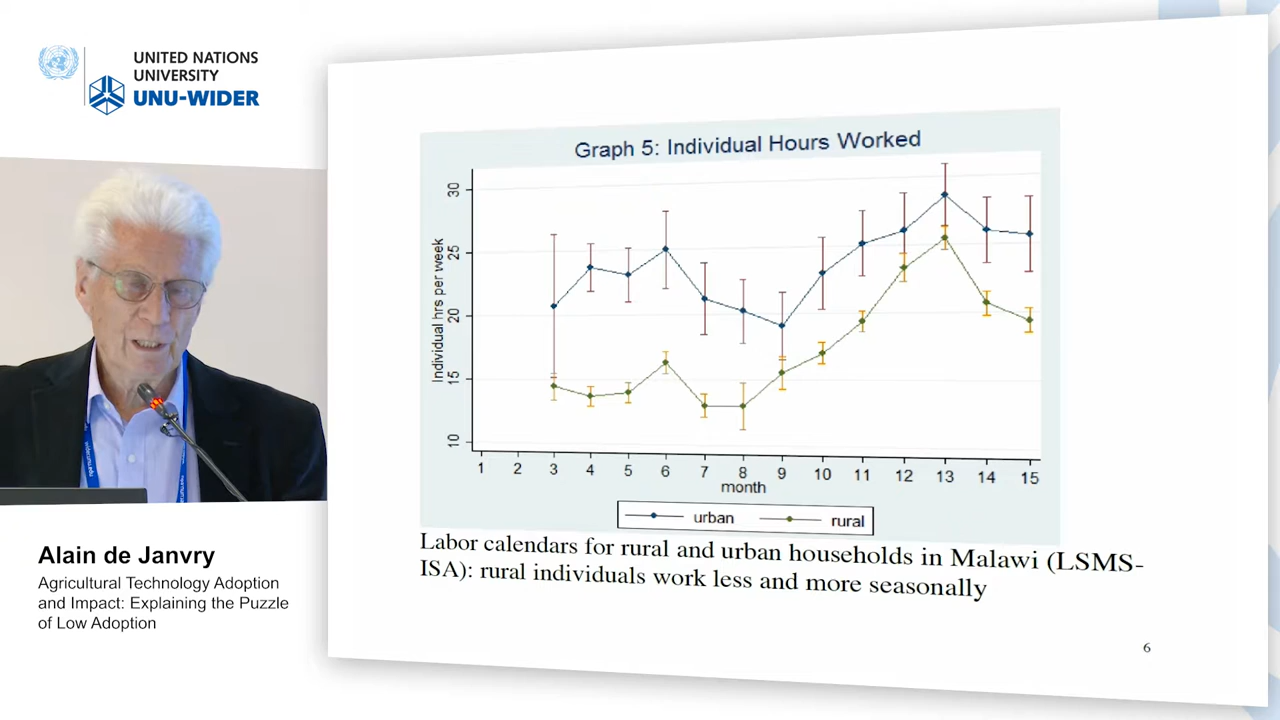 UNITED NATIONS
UNIVERSITY
UNU-WIDER
Alain de Janvry
Agricultural Technology Adoption
and Impact: Explaining the Puzzle
of Low Adoption
Graph 5: Individual Hours Worked
Individual hrs per week
30
25
20
15
10
1 2 3 4 5 6 7 8 9 10 11 12 13 14 15
month
urban rural
Labor calendars for rural and urban households in Malawi (LSMS-
ISA): rural individuals work less and more seasonally
6